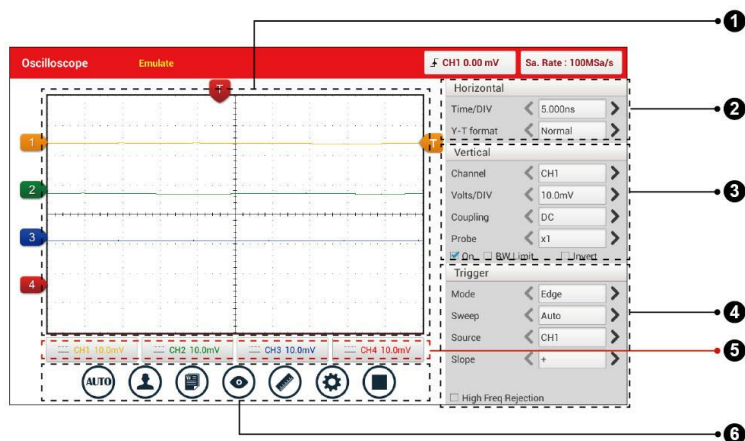 1
Oscilloscope Emulate CH1 0.00 mV Sa. Rate : 100MSa/s
T
Horizontal
Time/DIV 5.000ns
2
Y-T format Normal
1
T
Vertical
Channel CH1
2
Volts/DIV 10.0mV
3
Coupling DC
3
Probe x1
On BW Limit Invert
Trigger
4
Mode Edge
Sweep Auto
4
Source CH1
CH1 10.0mV CH2 10.0mV CH3 10.0mV CH4 10.0mV
5
Slope +
AUTO
High Freq Rejection
6